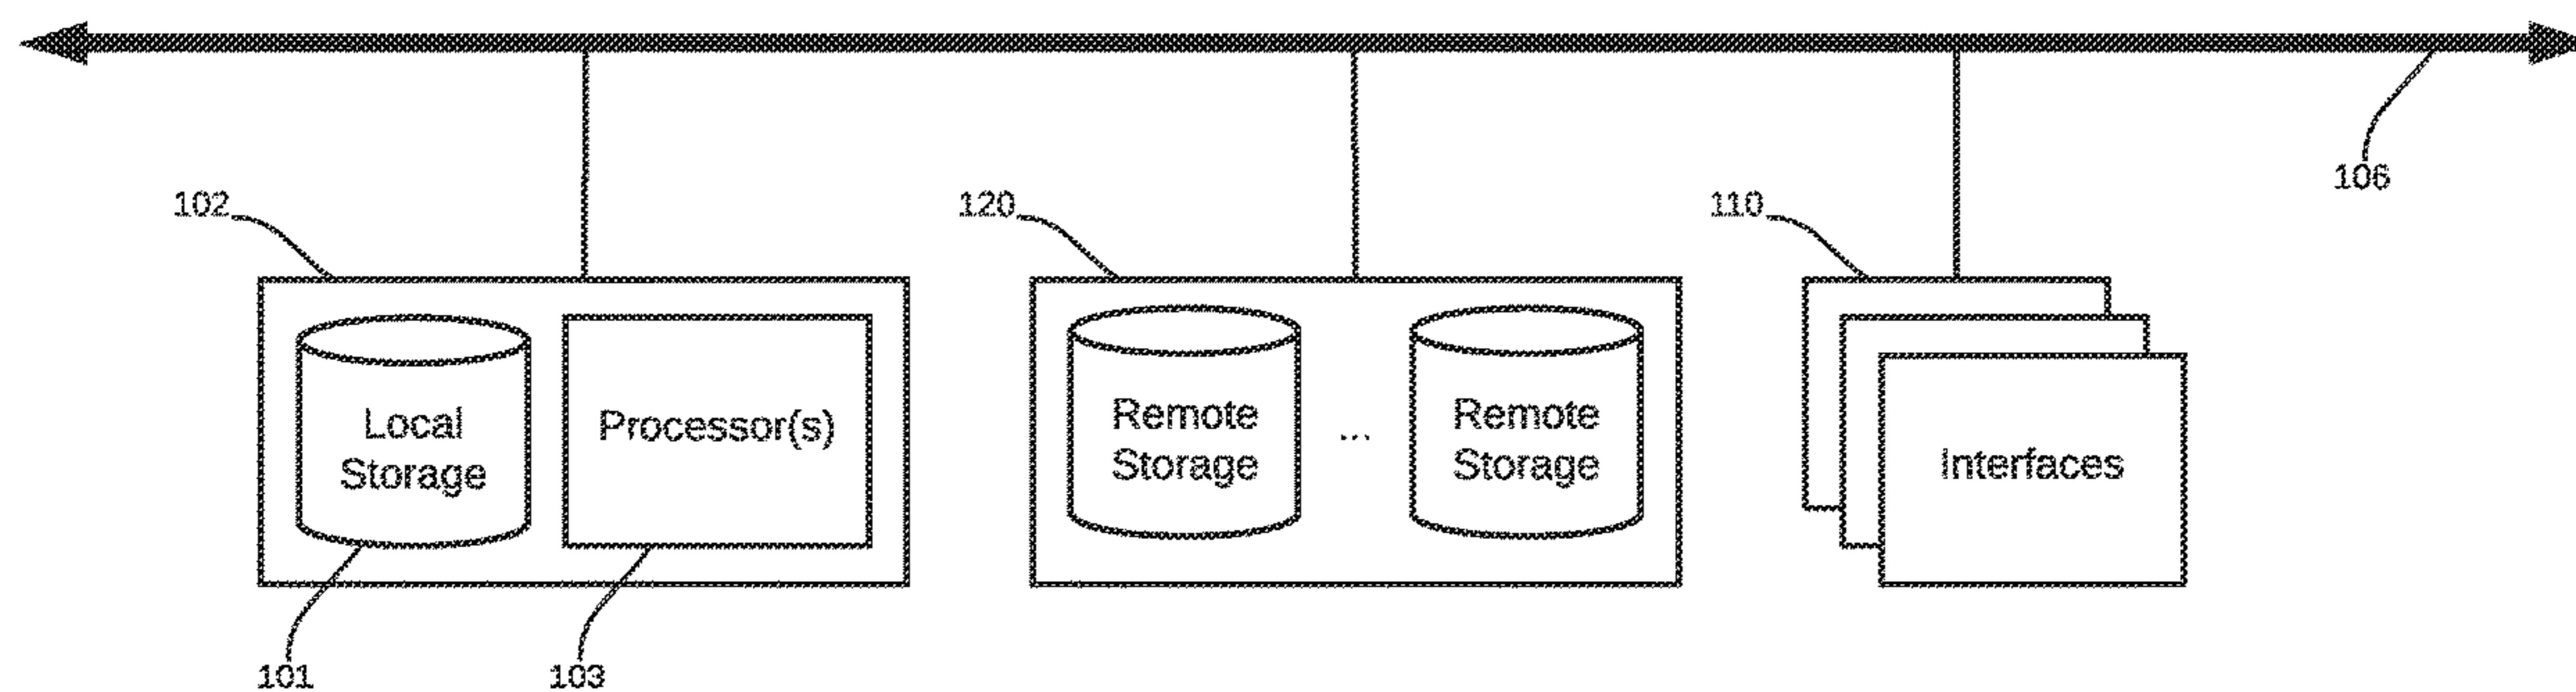 106
102
120
110
Local
Storage
Processor(s)
Remote
Storage
...
Remote
Storage
Interfaces
101
103